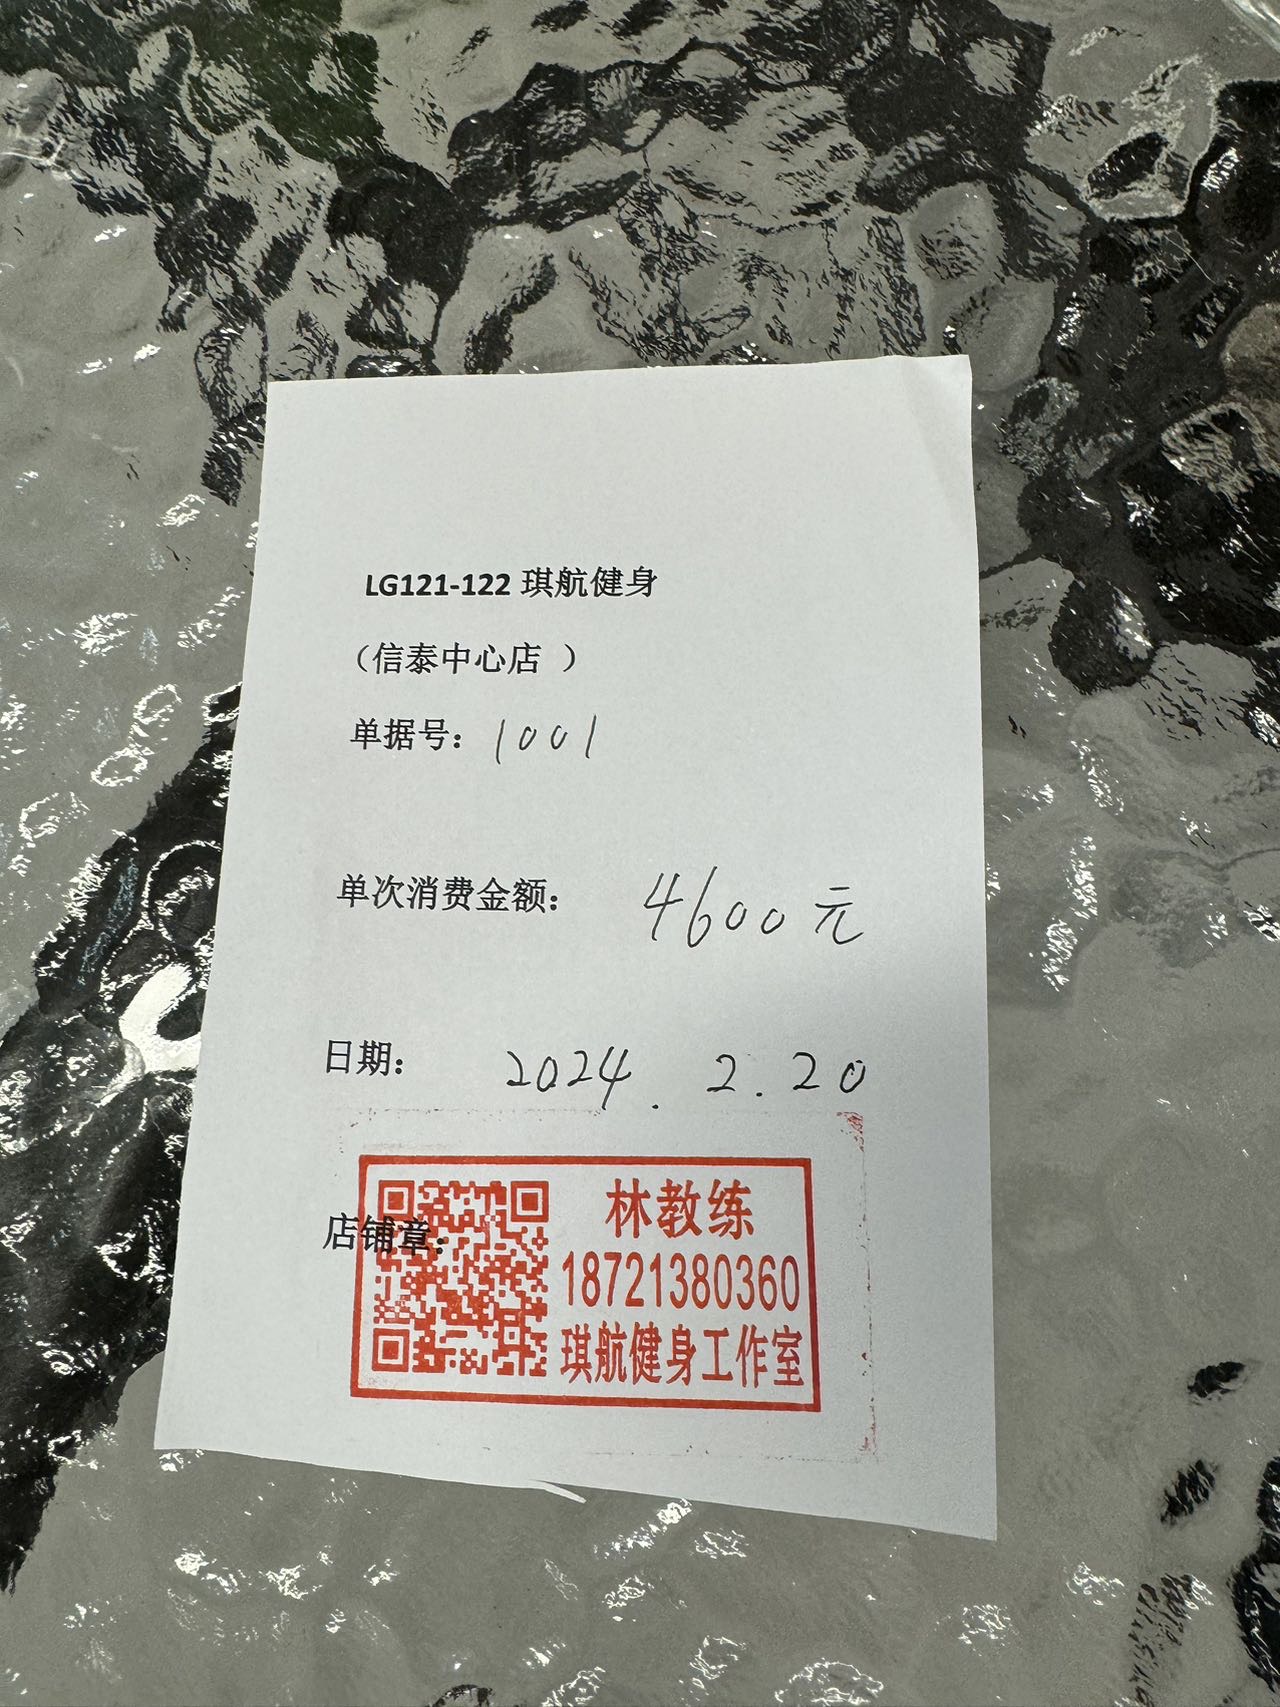 LG121-122 琪航健身
（信泰中心店 ）
单据号：1001
单次消费金额： 4600元
日期： 2024. 2. 20
店铺章：
林教练
18721380360
琪航健身工作室